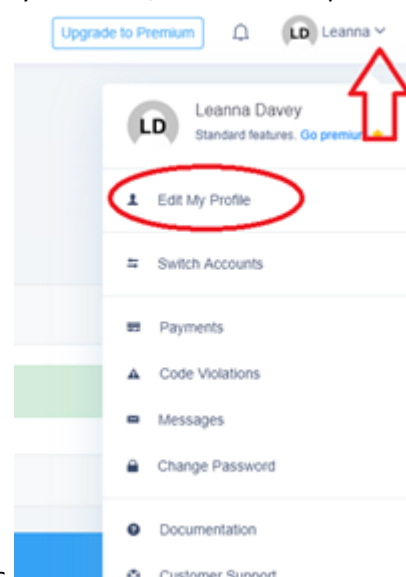 Upgrade to Premium LD Leanna
LD Leanna Davey
Standard features. Go premium
Edit My Profile
Switch Accounts
Payments
Code Violations
Messages
Change Password
Documentation
Customer Support